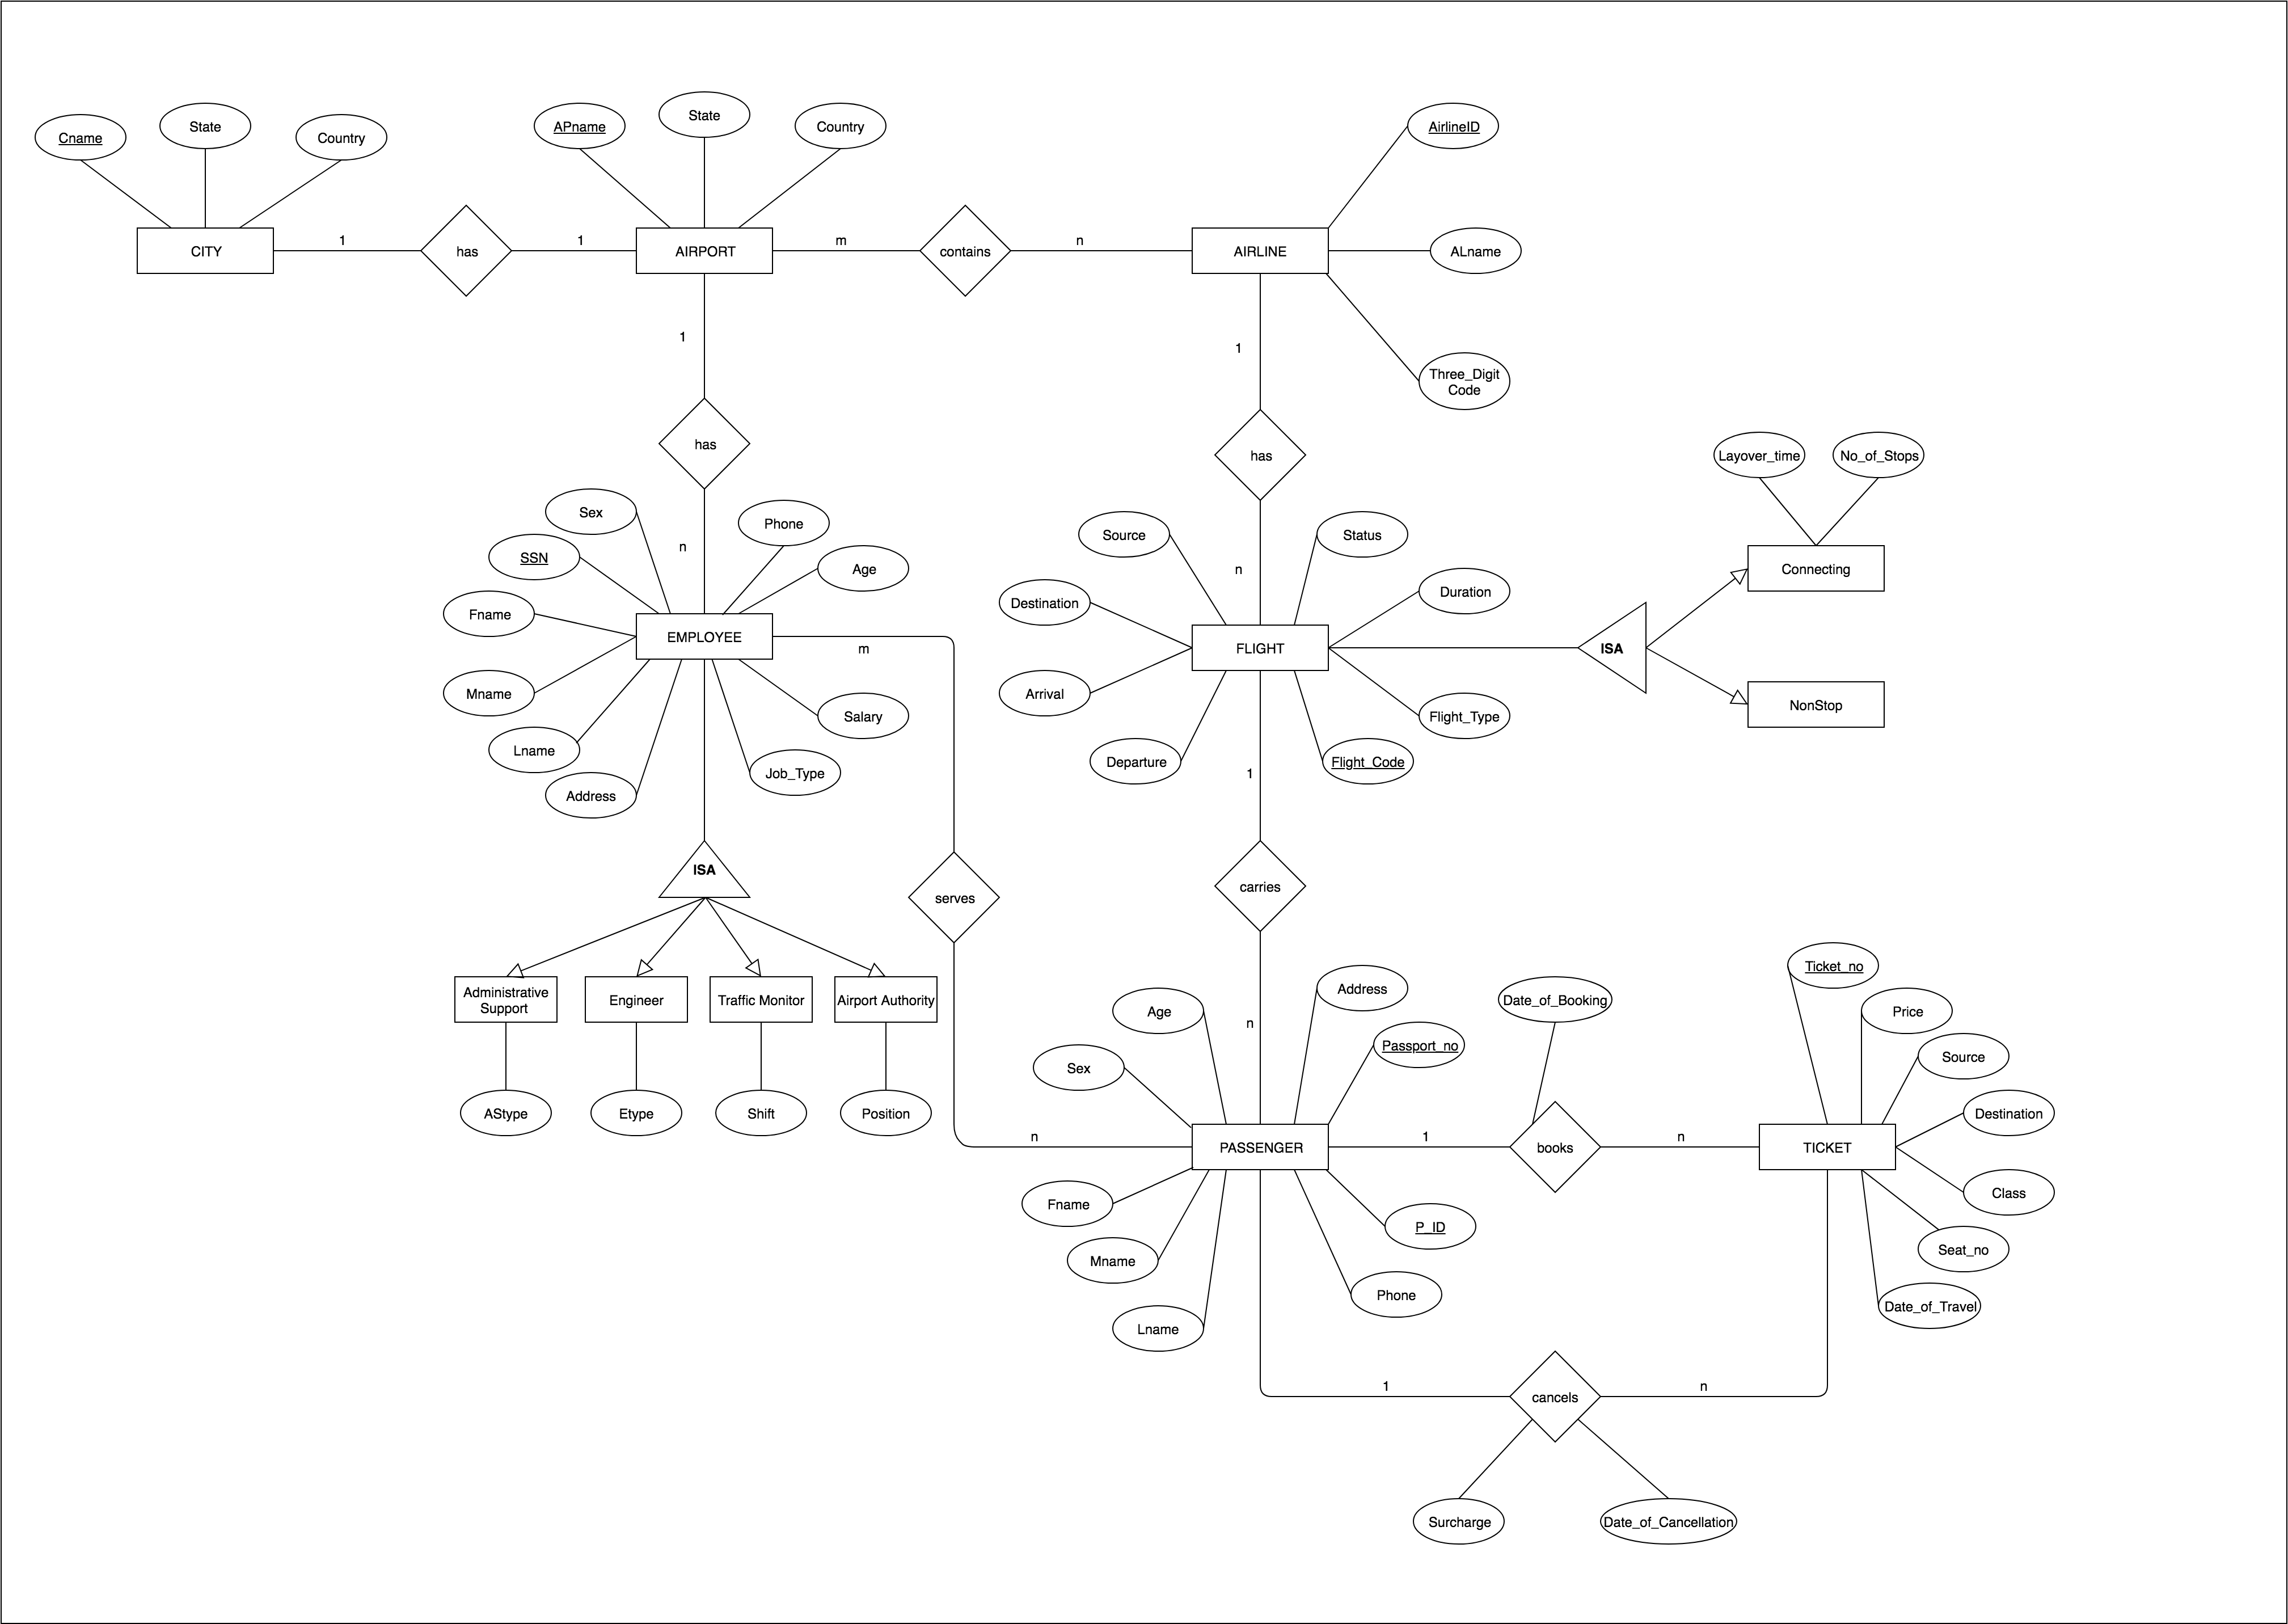 AirlineID
State
APname
State
Country
Cname
Country
1
1
m
n
CITY
has
AIRPORT
contains
AIRLINE
ALname
1
1
Three_Digit
Code
has
has
Layover_time
No_of_Stops
Sex
Phone
n
SSN
Age
Source
Status
n
Connecting
Fname
Destination
Duration
EMPLOYEE
m
FLIGHT
ISA
Mname
Arrival
NonStop
Salary
Flight_Type
Lname
Departure
Flight_Code
Job_Type
1
Address
ISA
serves
carries
Ticket_no
Address
Administrative
Support
Engineer
Traffic Monitor
Airport Authority
Date_of_Booking
Age
Price
n
Passport_no
Source
Sex
AStype
Etype
Shift
Position
Destination
n
PASSENGER
1
books
n
TICKET
Class
Fname
P_ID
Seat_no
Mname
Phone
Date_of_Travel
Lname
1
cancels
n
Surcharge
Date_of_Cancellation